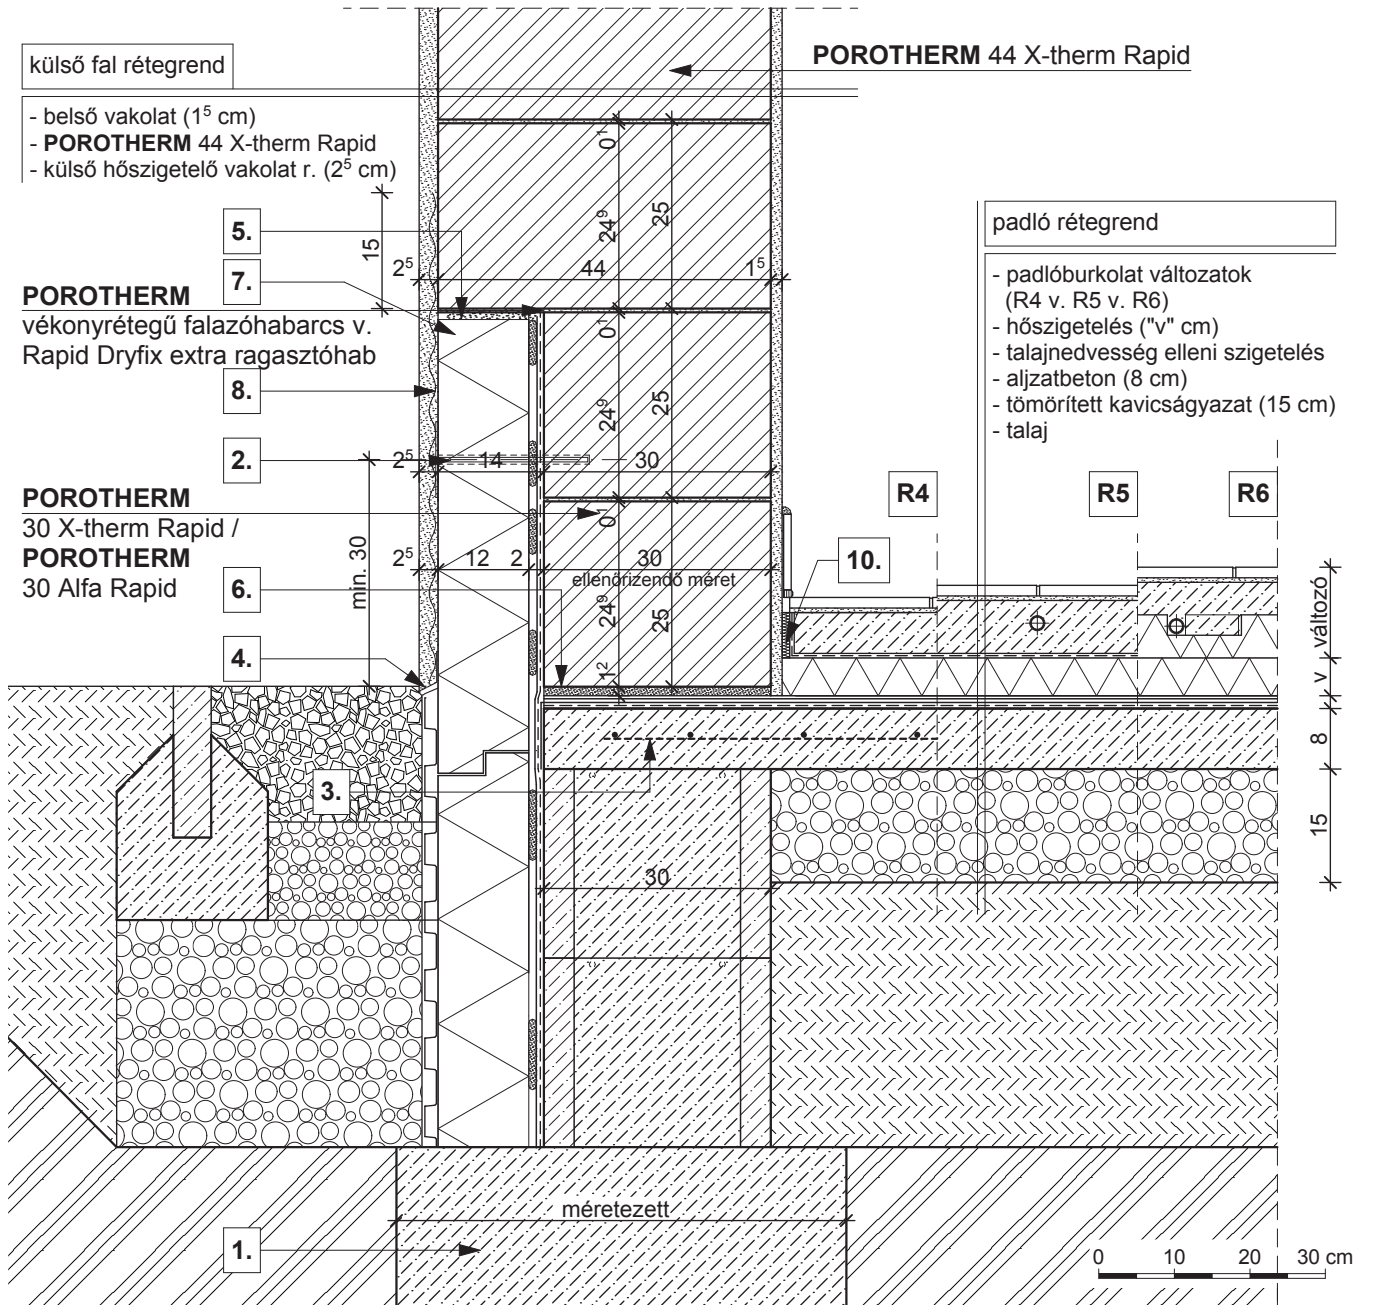 külső fal rétegrend
- belső vakolat (1⁵ cm)
- POROTHERM 44 X-therm Rapid
- külső hőszigetelő vakolat r. (2⁵ cm)
POROTHERM 44 X-therm Rapid
padló rétegrend
- padlóburkolat változatok
(R4 v. R5 v. R6)
- hőszigetelés ("v" cm)
- talajnedvesség elleni szigetelés
- aljzatbeton (8 cm)
- tömörített kavicságyazat (15 cm)
- talaj
5.
7.
POROTHERM
vékonyrétegű falazóhabarcs v.
Rapid Dryfix extra ragasztóhab
8.
2.
POROTHERM
30 X-therm Rapid /
POROTHERM
30 Alfa Rapid
6.
4.
3.
1.
10.
R4
R5
R6
15
0¹
24⁹
25
2⁵
44
1⁵
0¹
24⁹
25
2⁵
14
30
0¹
min. 30
2⁵
12
2
30
ellenőrizendő méret
24⁹
25
1²
30
változó
v
8
15
méretezett
0
10
20
30 cm